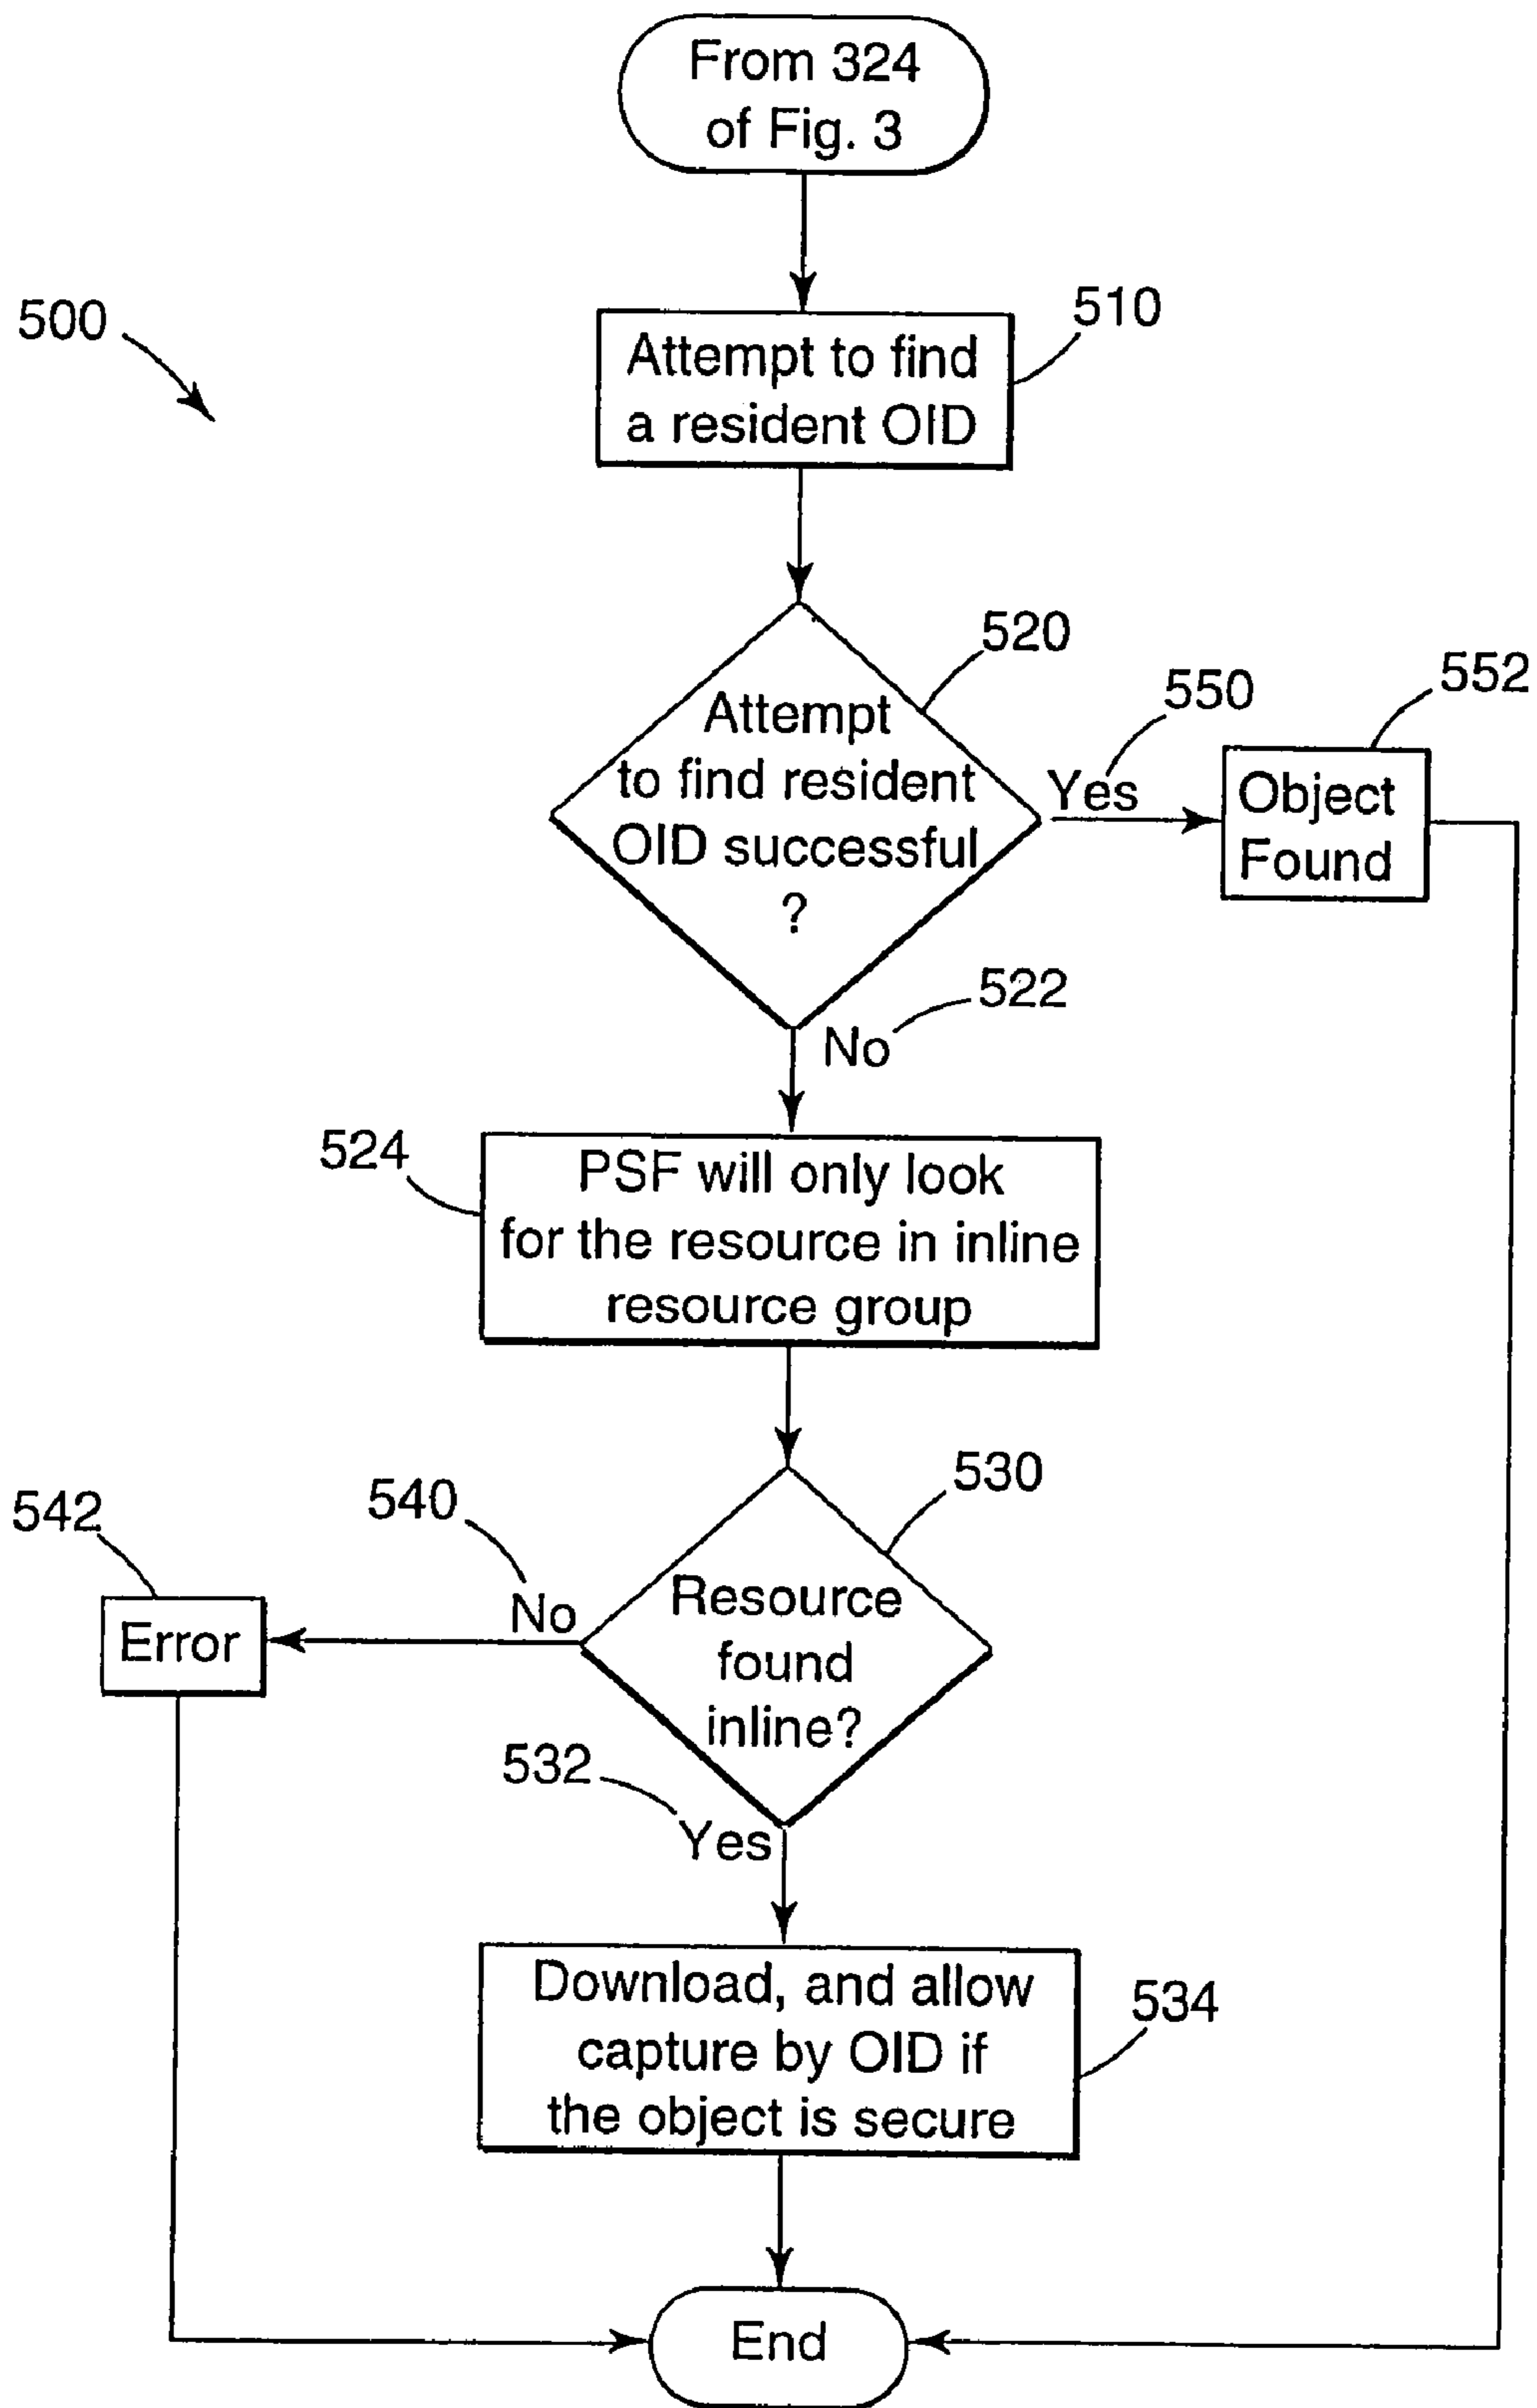 From 324
of Fig. 3
500
510
Attempt to find
a resident OID
520
Attempt
to find resident
OID successful
?
550
Yes
552
Object
Found
522
No
524
PSF will only look
for the resource in inline
resource group
530
Resource
found
inline?
540
No
542
Error
532
Yes
534
Download, and allow
capture by OID if
the object is secure
End